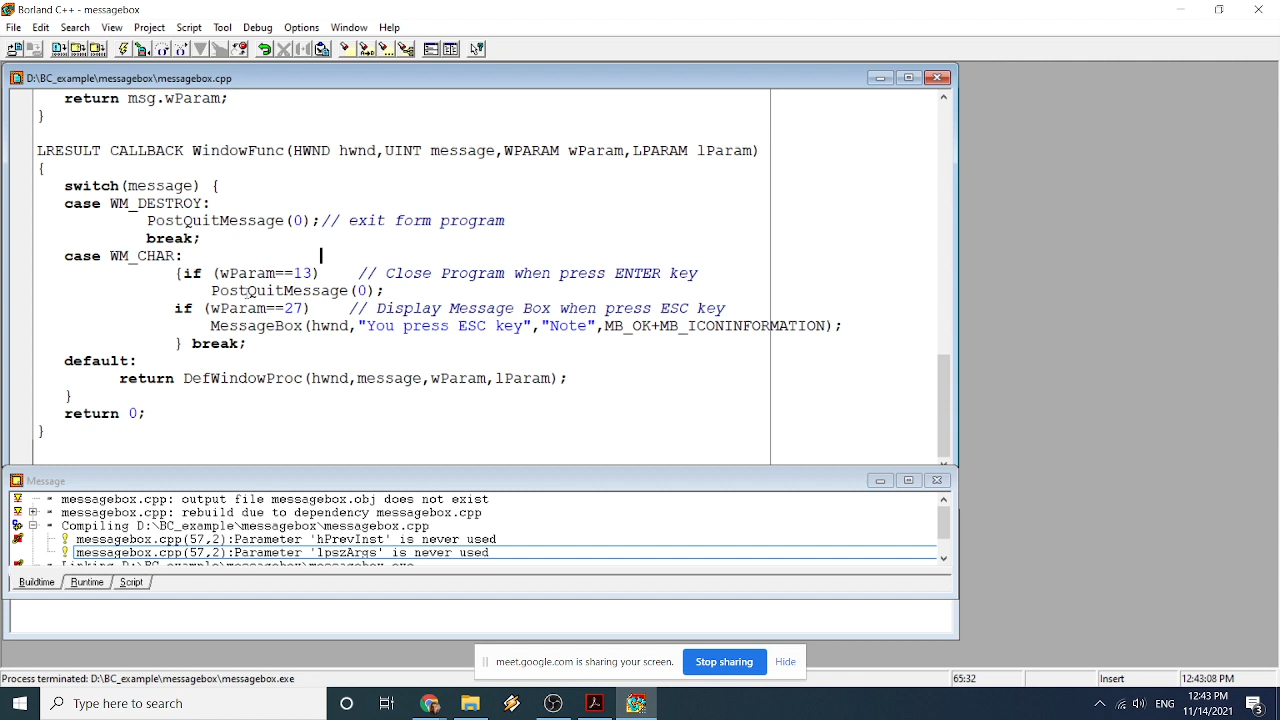 Borland C++ - messagebox
File Edit Search View Project Script Tool Debug Options Window Help
D:\BC_example\messagebox\messagebox.cpp
return msg.wParam;
}
LRESULT CALLBACK WindowFunc(HWND hwnd,UINT message,WPARAM wParam,LPARAM lParam)
{
switch(message) {
case WM_DESTROY:
PostQuitMessage(0);// exit form program
break;
case WM_CHAR:
{if (wParam==13) // Close Program when press ENTER key
PostQuitMessage(0);
if (wParam==27) // Display Message Box when press ESC key
MessageBox(hwnd,"You press ESC key","Note",MB_OK+MB_ICONINFORMATION);
} break;
default:
return DefWindowProc(hwnd,message,wParam,lParam);
}
return 0;
}
Message
messagebox.cpp: output file messagebox.obj does not exist
messagebox.cpp: rebuild due to dependency messagebox.cpp
Compiling D:\BC_example\messagebox\messagebox.cpp
messagebox.cpp(57,2):Parameter 'hPrevInst' is never used
messagebox.cpp(57,2):Parameter 'lpszArgs' is never used
Linking D:\BC_example\messagebox\messagebox.exe
Buildtime Runtime Script
meet.google.com is sharing your screen. Stop sharing Hide
Process terminated: D:\BC_example\messagebox\messagebox.exe 65:32 Insert 12:43:08 PM
Type here to search
ENG
12:43 PM
11/14/2021
3